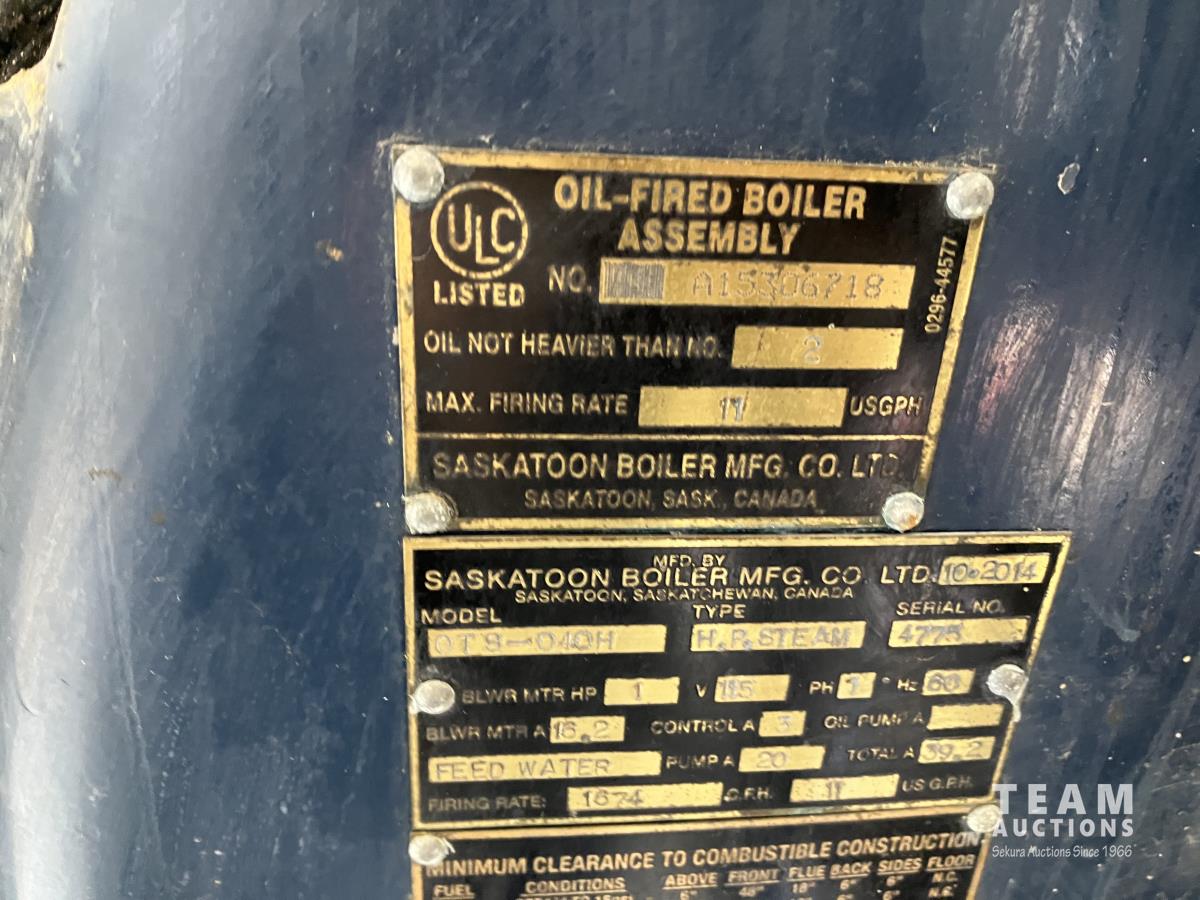 ULC
LISTED
OIL-FIRED BOILER
ASSEMBLY
NO. A15306718
0296-44577
OIL NOT HEAVIER THAN NO. 2
MAX. FIRING RATE 11 USGPH
SASKATOON BOILER MFG. CO. LTD.
SASKATOON, SASK., CANADA
MFD. BY
SASKATOON BOILER MFG. CO. LTD. 10-2014
SASKATOON, SASKATCHEWAN, CANADA
MODEL TYPE SERIAL NO.
OTS-040H H.P. STEAM 4775
BLWR MTR HP 1 V 115 PH 1 Hz 60
BLWR MTR A 16.2 CONTROL A 3 OIL PUMP A
FEED WATER PUMP A 20 TOTAL A 39.2
FIRING RATE: 1674 C.F.H. 11 US G.P.H.
MINIMUM CLEARANCE TO COMBUSTIBLE CONSTRUCTION
FUEL CONDITIONS ABOVE FRONT FLUE BACK SIDES FLOOR
6" 48" 18" 6" 6" N.C.
TEAM
AUCTIONS
Sekura Auctions Since 1966